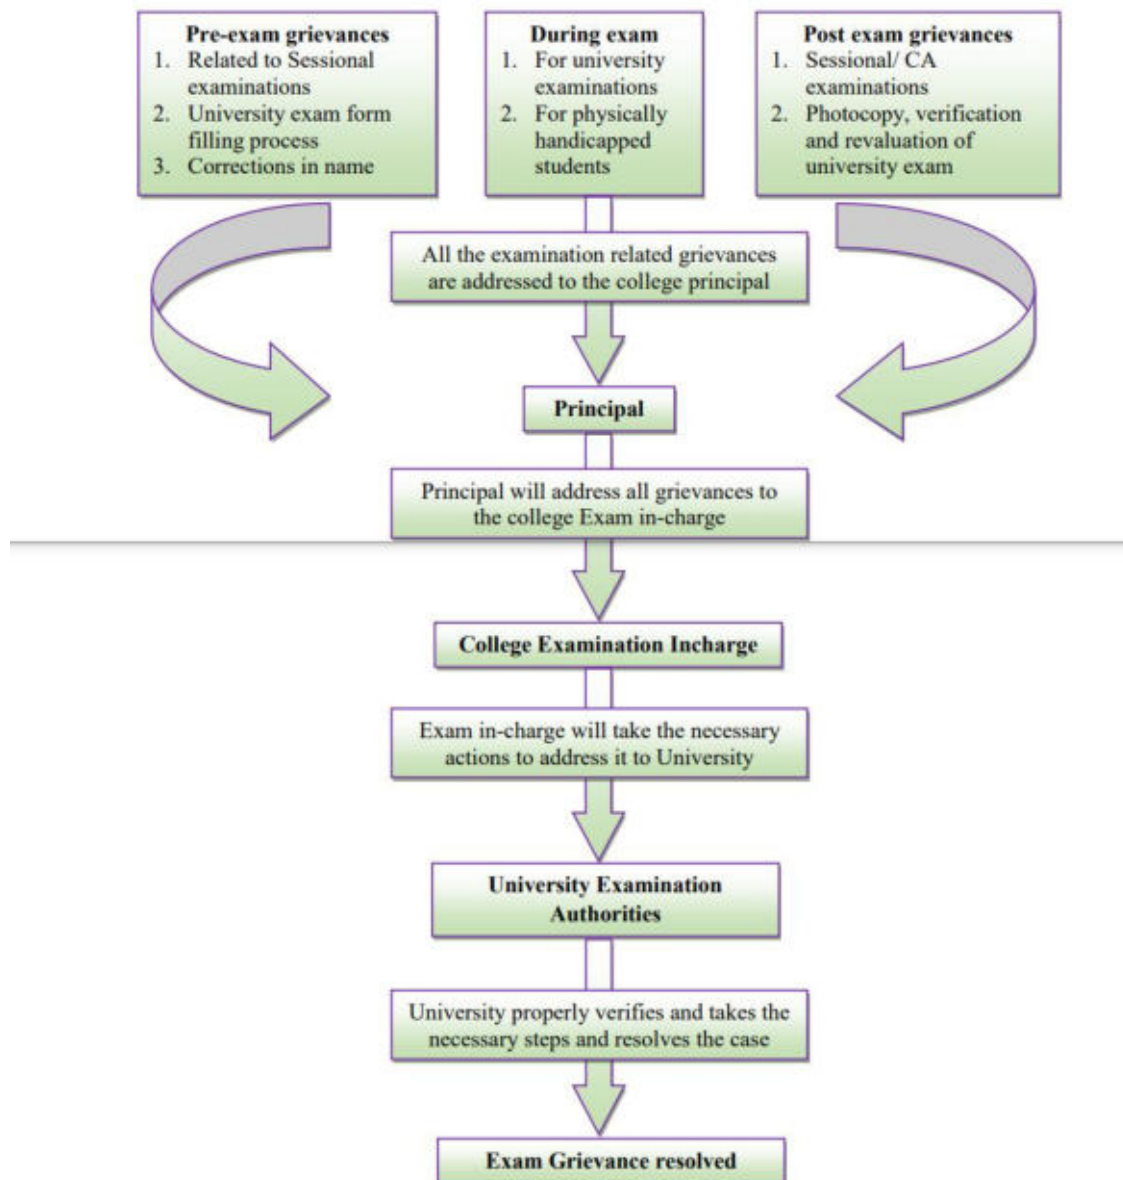 Pre-exam grievances
1. Related to Sessional
examinations
2. University exam form
filling process
3. Corrections in name
During exam
1. For university
examinations
2. For physically
handicapped
students
Post exam grievances
1. Sessional/ CA
examinations
2. Photocopy, verification
and revaluation of
university exam
All the examination related grievances
are addressed to the college principal
Principal
Principal will address all grievances to
the college Exam in-charge
College Examination Incharge
Exam in-charge will take the necessary
actions to address it to University
University Examination
Authorities
University properly verifies and takes the
necessary steps and resolves the case
Exam Grievance resolved